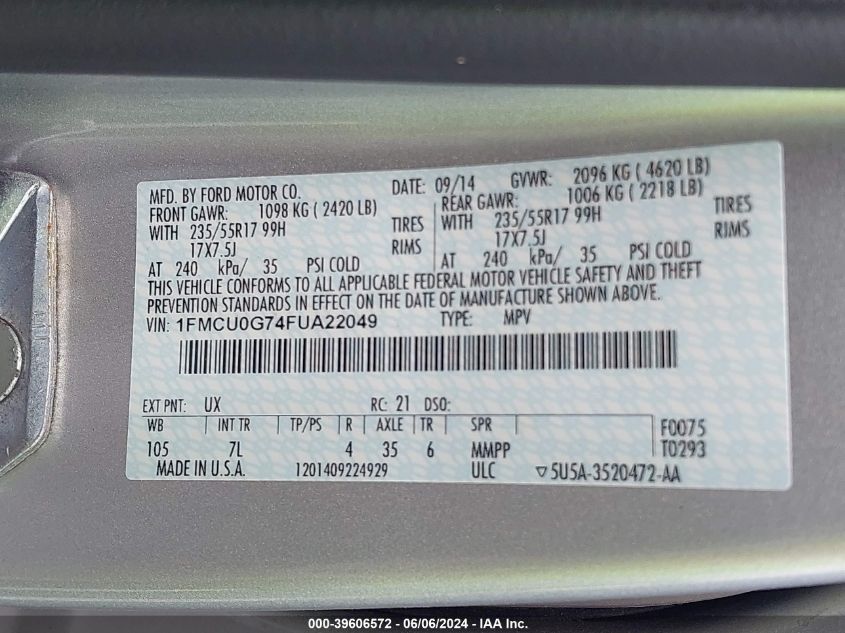 MFD. BY FORD MOTOR CO. DATE: 09/14 GVWR: 2096 KG ( 4620 LB)
FRONT GAWR: 1098 KG ( 2420 LB) REAR GAWR: 1006 KG ( 2218 LB)
WITH 235/55R17 99H TIRES WITH 235/55R17 99H TIRES
17X7.5J RIMS 17X7.5J RIMS
AT 240 kPa/ 35 PSI COLD AT 240 kPa/ 35 PSI COLD
THIS VEHICLE CONFORMS TO ALL APPLICABLE FEDERAL MOTOR VEHICLE SAFETY AND THEFT
PREVENTION STANDARDS IN EFFECT ON THE DATE OF MANUFACTURE SHOWN ABOVE.
VIN: 1FMCU0G74FUA22049 TYPE: MPV
EXT PNT: UX RC: 21 DSO:
WB INT TR TP/PS R AXLE TR SPR F0075
105 7L 4 35 6 MMPP T0293
MADE IN U.S.A. 1201409224929 ULC ▽5U5A-3520472-AA
000-39606572 - 06/06/2024 - IAA Inc.